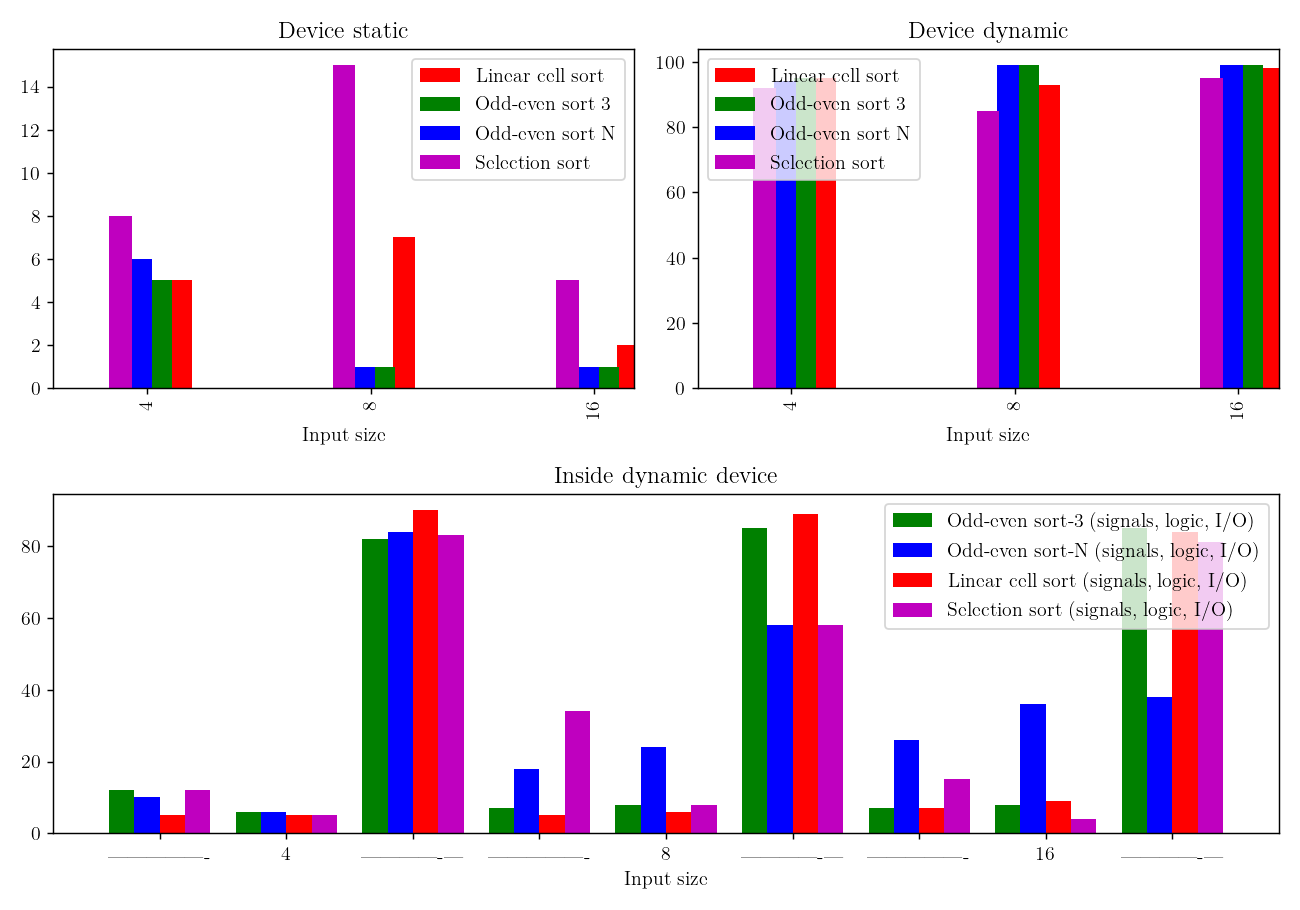 Device static
14
12
10
8
6
4
2
0
Linear cell sort
Odd-even sort 3
Odd-even sort N
Selection sort
4
8
16
Input size
Device dynamic
100
80
60
40
20
0
Linear cell sort
Odd-even sort 3
Odd-even sort N
Selection sort
4
8
16
Input size
Inside dynamic device
80
60
40
20
0
Odd-even sort-3 (signals, logic, I/O)
Odd-even sort-N (signals, logic, I/O)
Linear cell sort (signals, logic, I/O)
Selection sort (signals, logic, I/O)
4
8
16
Input size